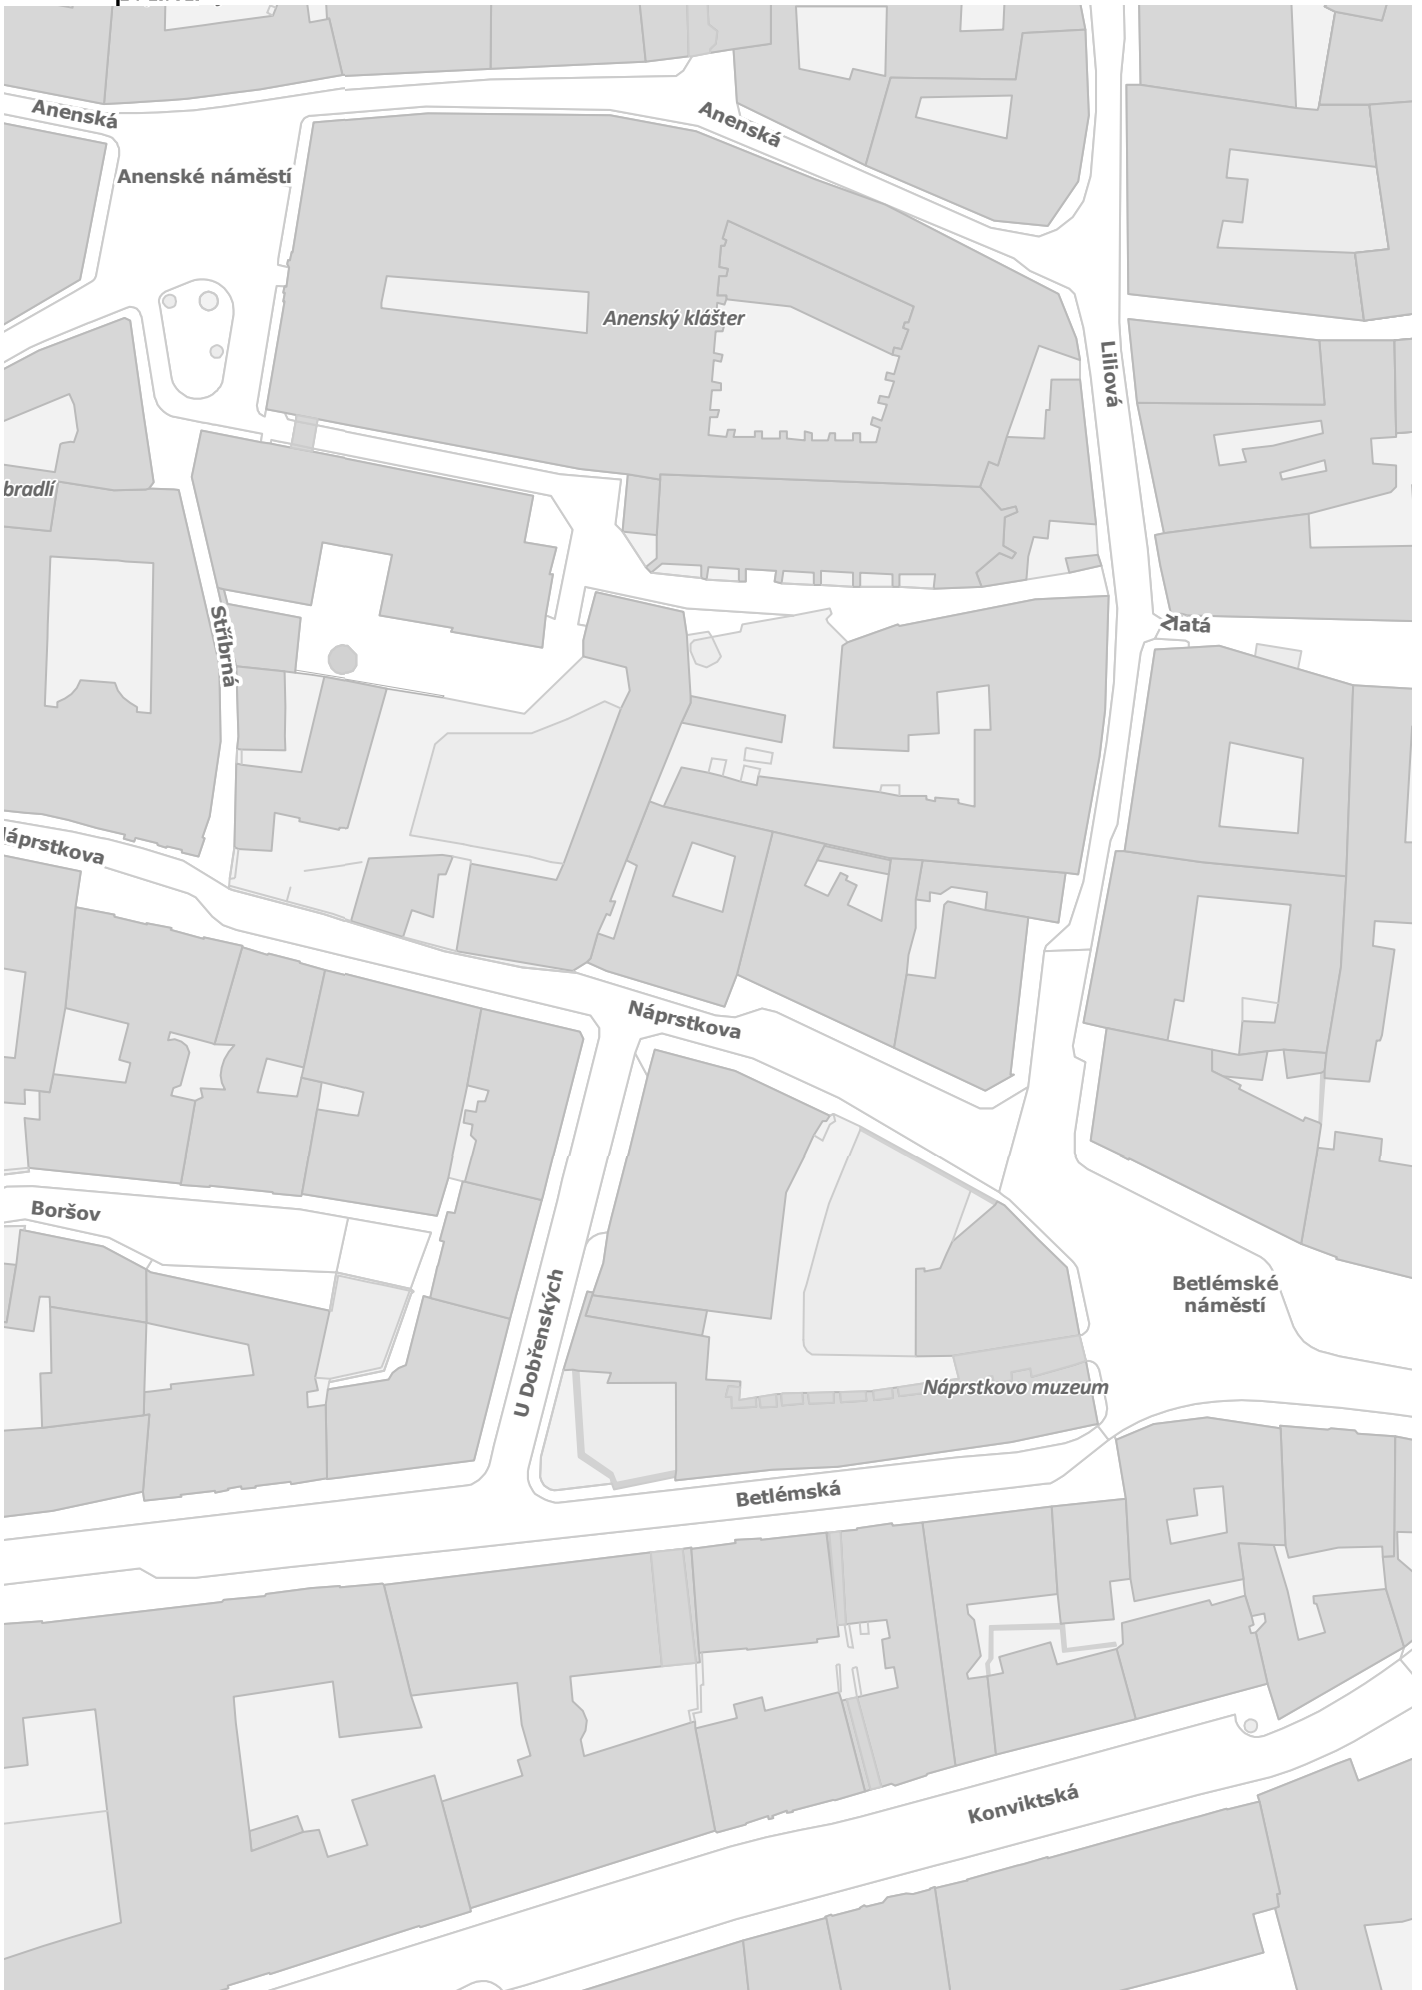 Anenská
Anenská
Anenské náměstí
Anenský klášter
Liliová
bradlí
Stříbrná
Zlatá
Náprstkova
Náprstkova
Boršov
U Dobřenských
Betlémské
náměstí
Náprstkovo muzeum
Betlémská
Konviktská